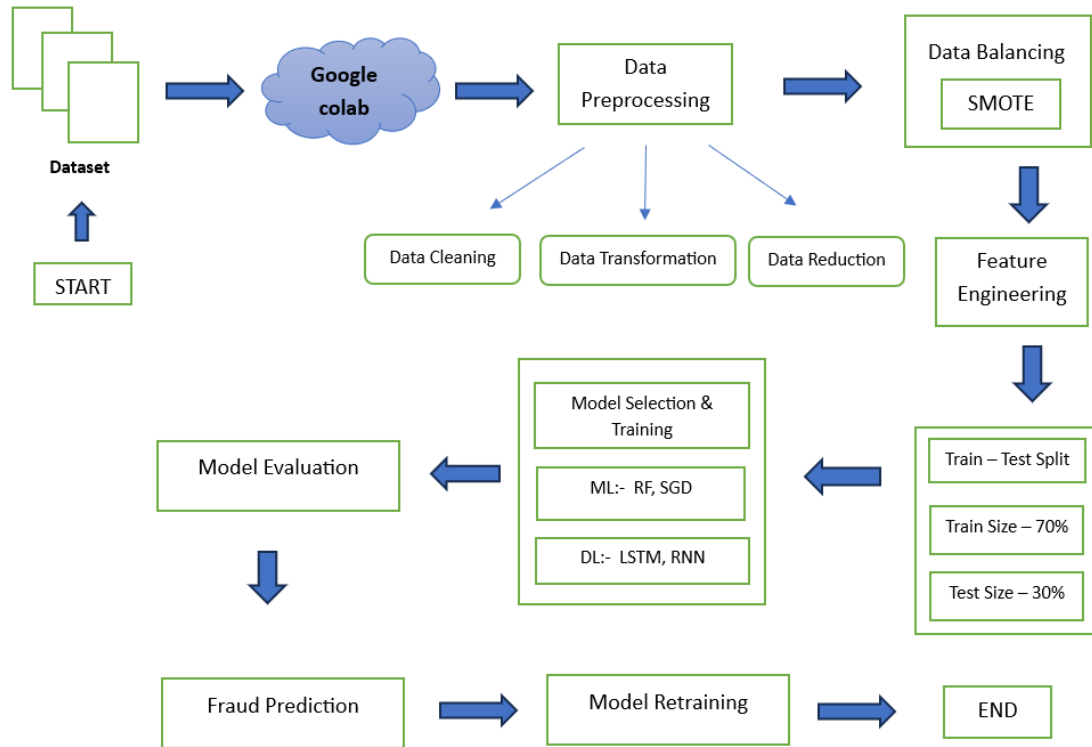 Dataset
START
Google
colab
Data
Preprocessing
Data Cleaning
Data Transformation
Data Reduction
Data Balancing
SMOTE
Feature
Engineering
Train – Test Split
Train Size – 70%
Test Size – 30%
Model Selection &
Training
ML:- RF, SGD
DL:- LSTM, RNN
Model Evaluation
Fraud Prediction
Model Retraining
END